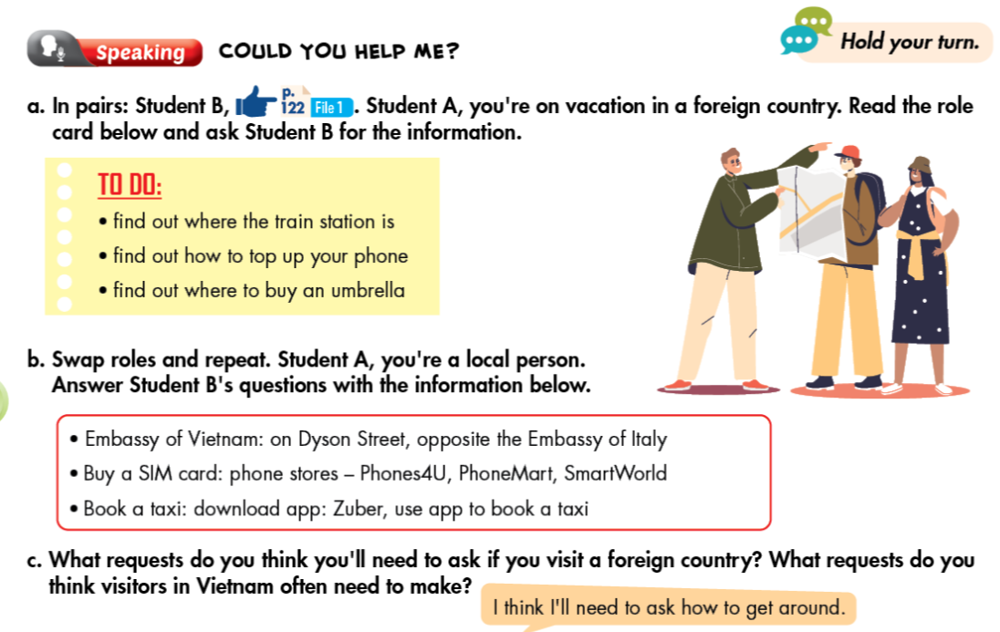 Speaking COULD YOU HELP ME?
Hold your turn.
a. In pairs: Student B, p. 122 File 1. Student A, you're on vacation in a foreign country. Read the role
card below and ask Student B for the information.
TO DO:
• find out where the train station is
• find out how to top up your phone
• find out where to buy an umbrella
b. Swap roles and repeat. Student A, you're a local person.
Answer Student B's questions with the information below.
• Embassy of Vietnam: on Dyson Street, opposite the Embassy of Italy
• Buy a SIM card: phone stores – Phones4U, PhoneMart, SmartWorld
• Book a taxi: download app: Zuber, use app to book a taxi
c. What requests do you think you'll need to ask if you visit a foreign country? What requests do you
think visitors in Vietnam often need to make?
I think I'll need to ask how to get around.